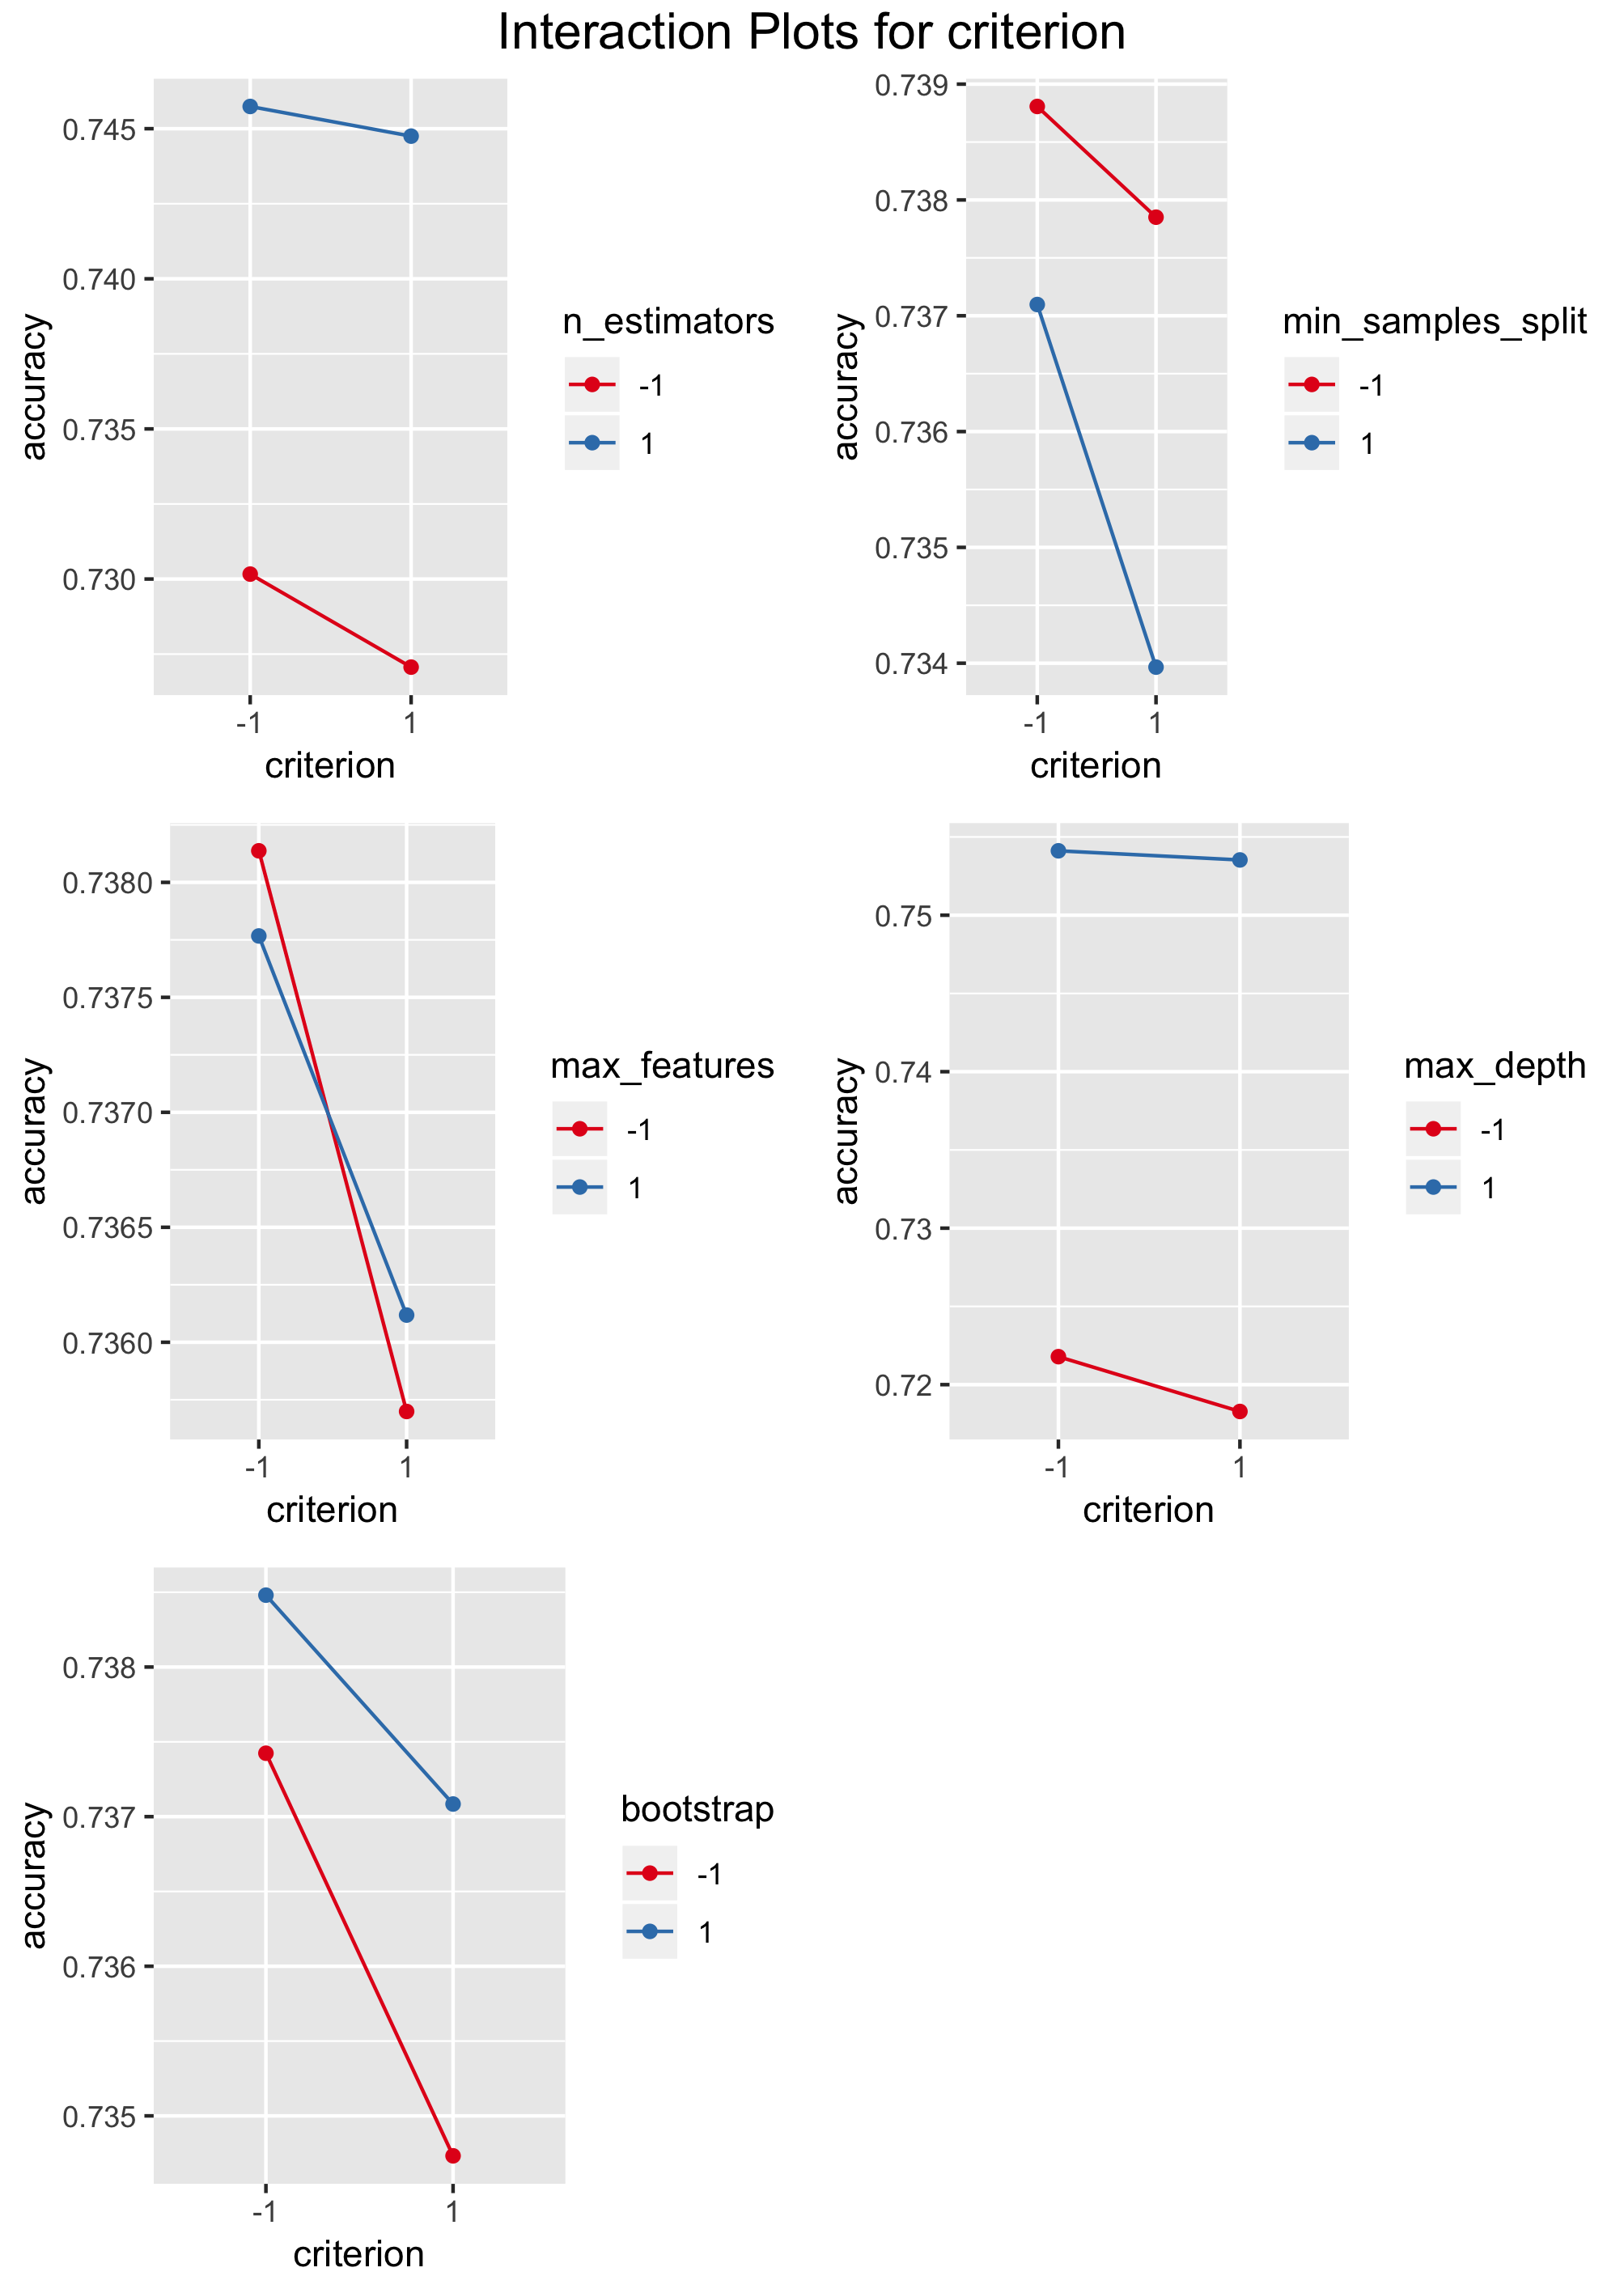 Interaction Plots for criterion
0.745
0.740
0.735
0.730
accuracy
-1 1
criterion
n_estimators
-1
1
0.739
0.738
0.737
0.736
0.735
0.734
accuracy
-1 1
criterion
min_samples_split
-1
1
0.7380
0.7375
0.7370
0.7365
0.7360
accuracy
-1 1
criterion
max_features
-1
1
0.75
0.74
0.73
0.72
accuracy
-1 1
criterion
max_depth
-1
1
0.738
0.737
0.736
0.735
accuracy
-1 1
criterion
bootstrap
-1
1